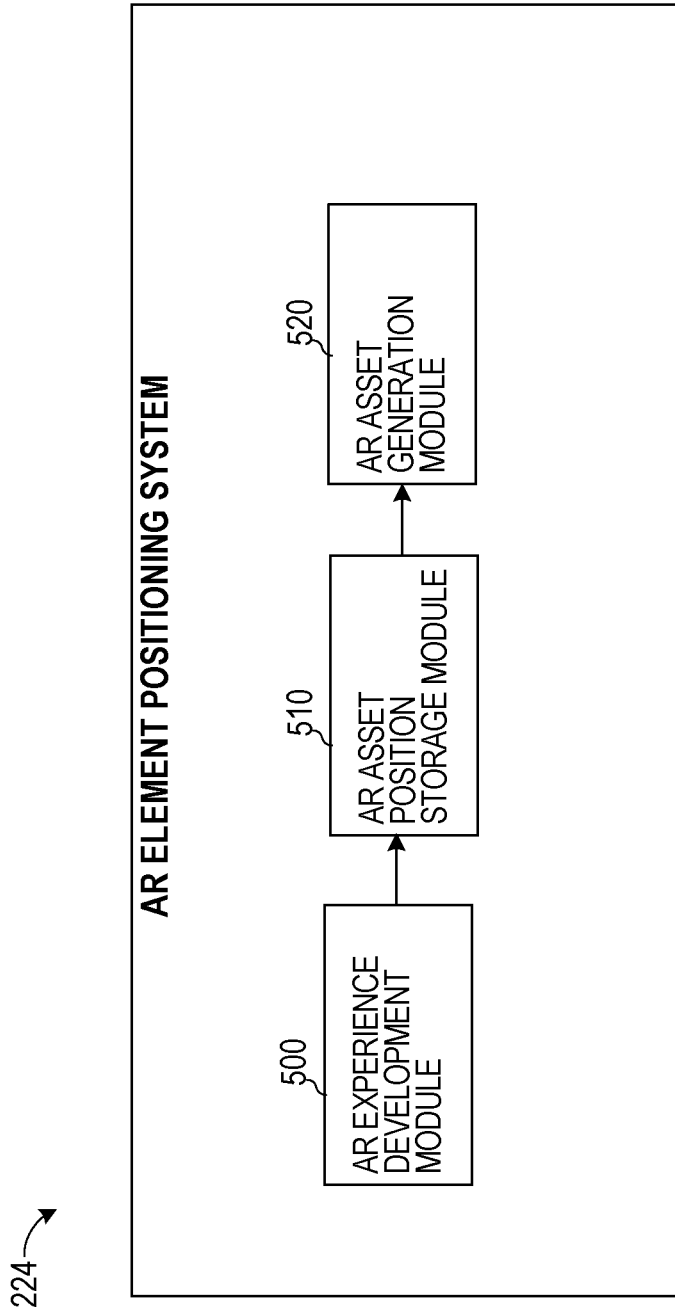 224
AR ELEMENT POSITIONING SYSTEM
500
AR EXPERIENCE
DEVELOPMENT
MODULE
510
AR ASSET
POSITION
STORAGE MODULE
520
AR ASSET
GENERATION
MODULE